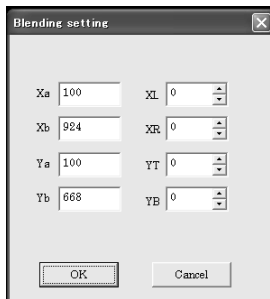 Blending setting
Xa 100 XL 0
Xb 924 XR 0
Ya 100 YT 0
Yb 668 YB 0
OK Cancel